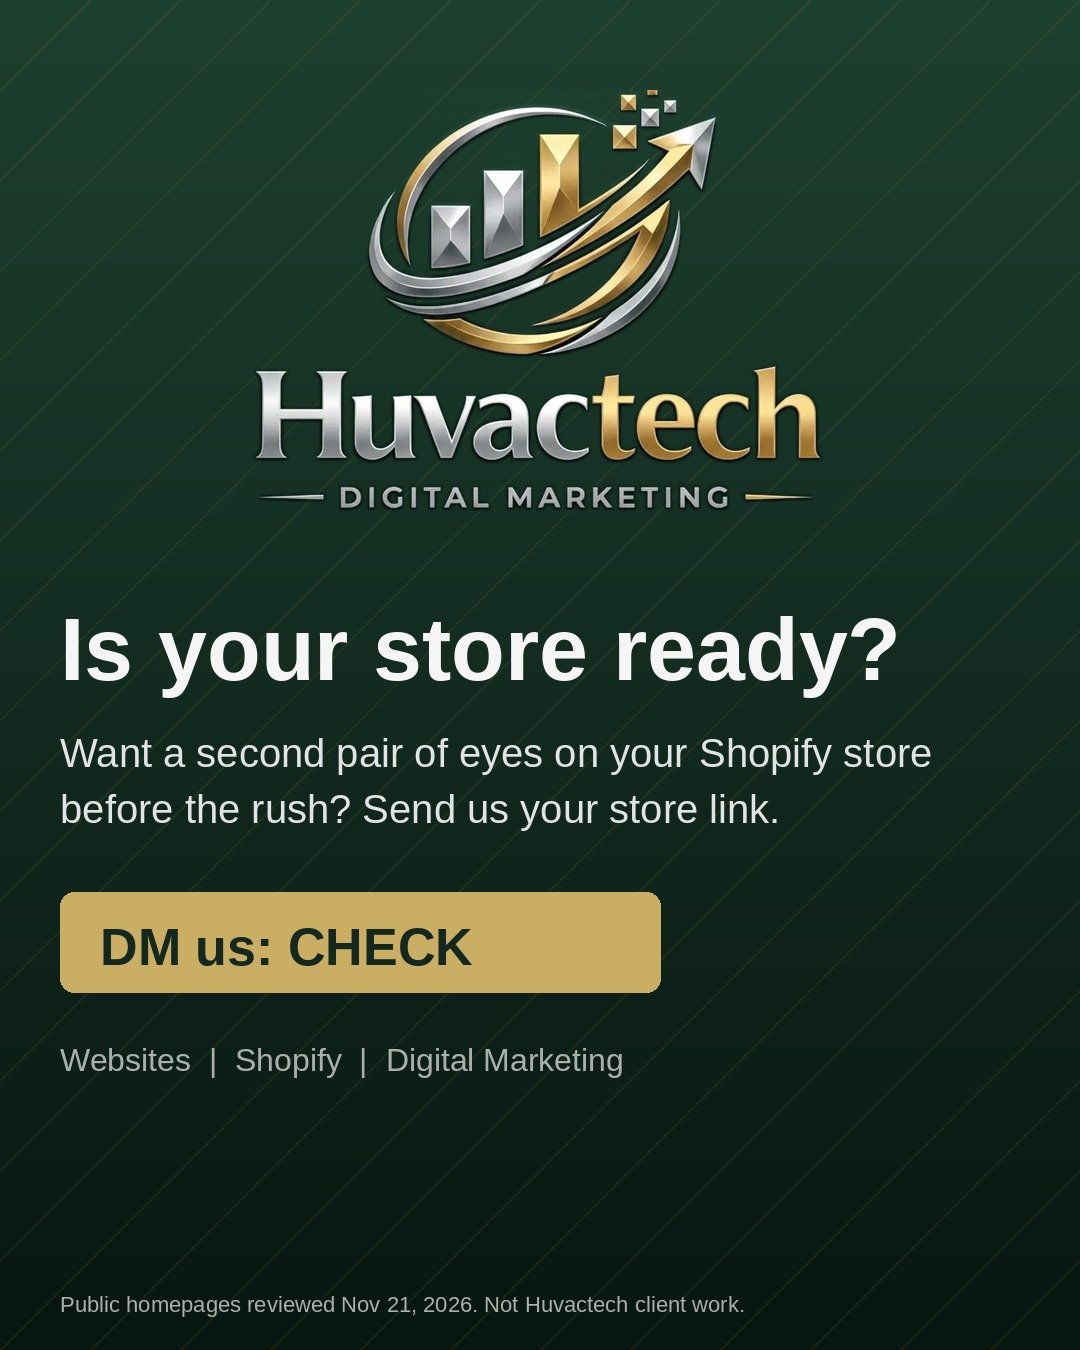 Huvactech
DIGITAL MARKETING
Is your store ready?
Want a second pair of eyes on your Shopify store
before the rush? Send us your store link.
DM us: CHECK
Websites | Shopify | Digital Marketing
Public homepages reviewed Nov 21, 2026. Not Huvactech client work.